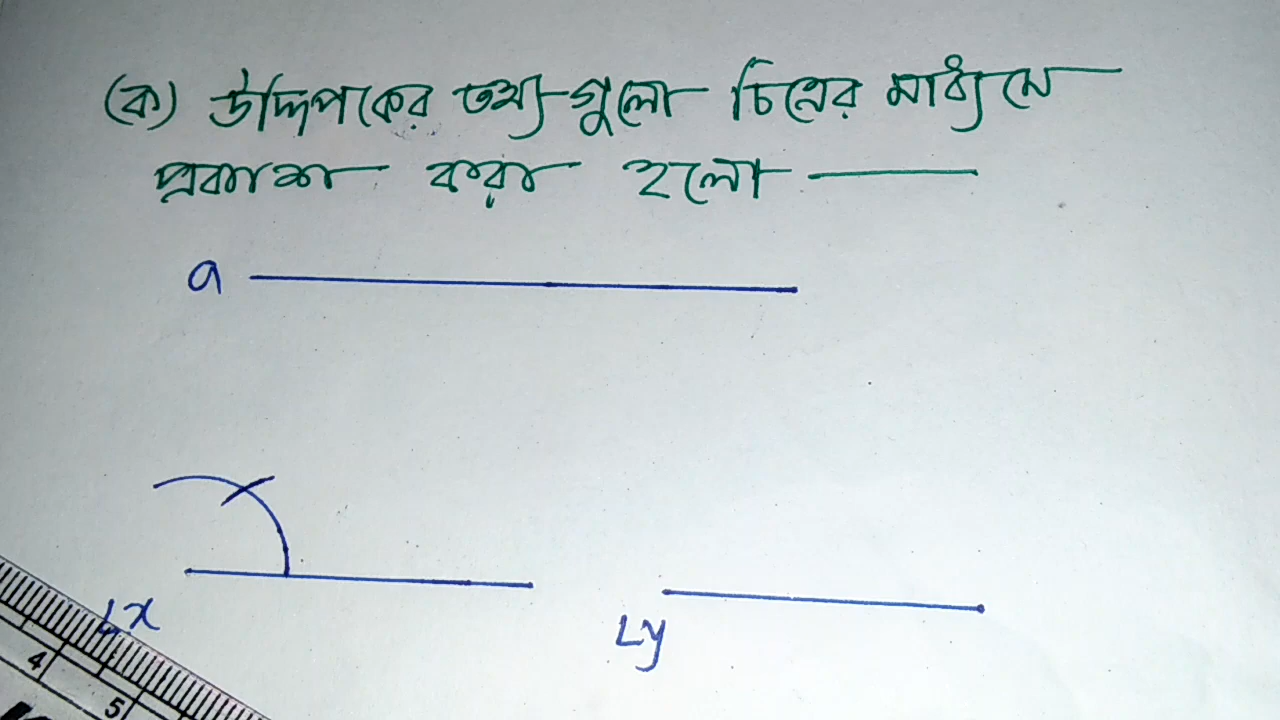 (ক) উদ্দিপকের তথ্যগুলো চিত্রের মাধ্যমে
প্রকাশ করা হলো —
a
∠x
∠y
4
5